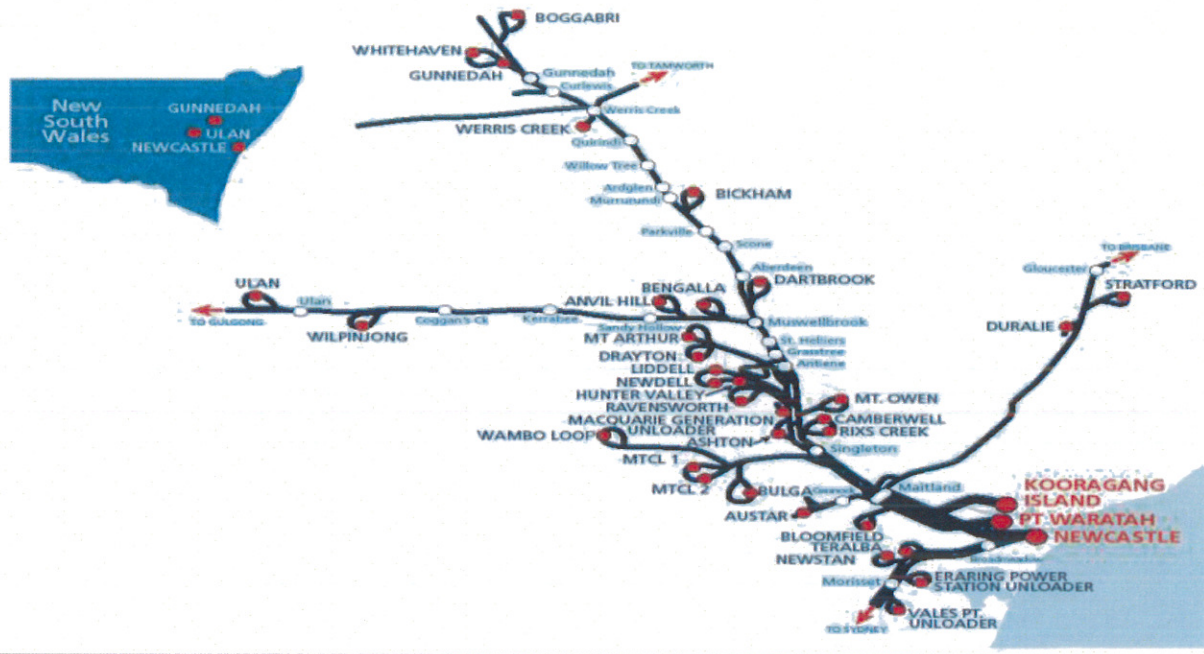 BOGGABRI
WHITEHAVEN
GUNNEDAH
Gunnedah
Curlewis
TO TAMWORTH
New
South
Wales
GUNNEDAH
ULAN
NEWCASTLE
Werris Creek
WERRIS CREEK
Quirindi
Willow Tree
Ardglen
Murrurundi
BICKHAM
Parkville
Scone
TO BRISBANE
Aberdeen
Gloucester
DARTBROOK
STRATFORD
ULAN
Ulan
BENGALLA
ANVIL HILL
TO GULGONG
WILPINJONG
Coggan's Ck
Kerrabee
Sandy Hollow
Muswellbrook
DURALIE
MT ARTHUR
St. Heliers
Grasstree
DRAYTON
Antiene
LIDDELL
NEWDELL
HUNTER VALLEY
RAVENSWORTH
MT. OWEN
MACQUARIE GENERATION
UNLOADER
CAMBERWELL
RIXS CREEK
WAMBO LOOP
ASHTON
Singleton
MTCL 1
MTCL 2
BULGA
Maitland
KOORAGANG
ISLAND
AUSTAR
PT WARATAH
BLOOMFIELD
NEWCASTLE
TERALBA
NEWSTAN
Morisset
ERARING POWER
STATION UNLOADER
VALES PT.
UNLOADER
TO SYDNEY